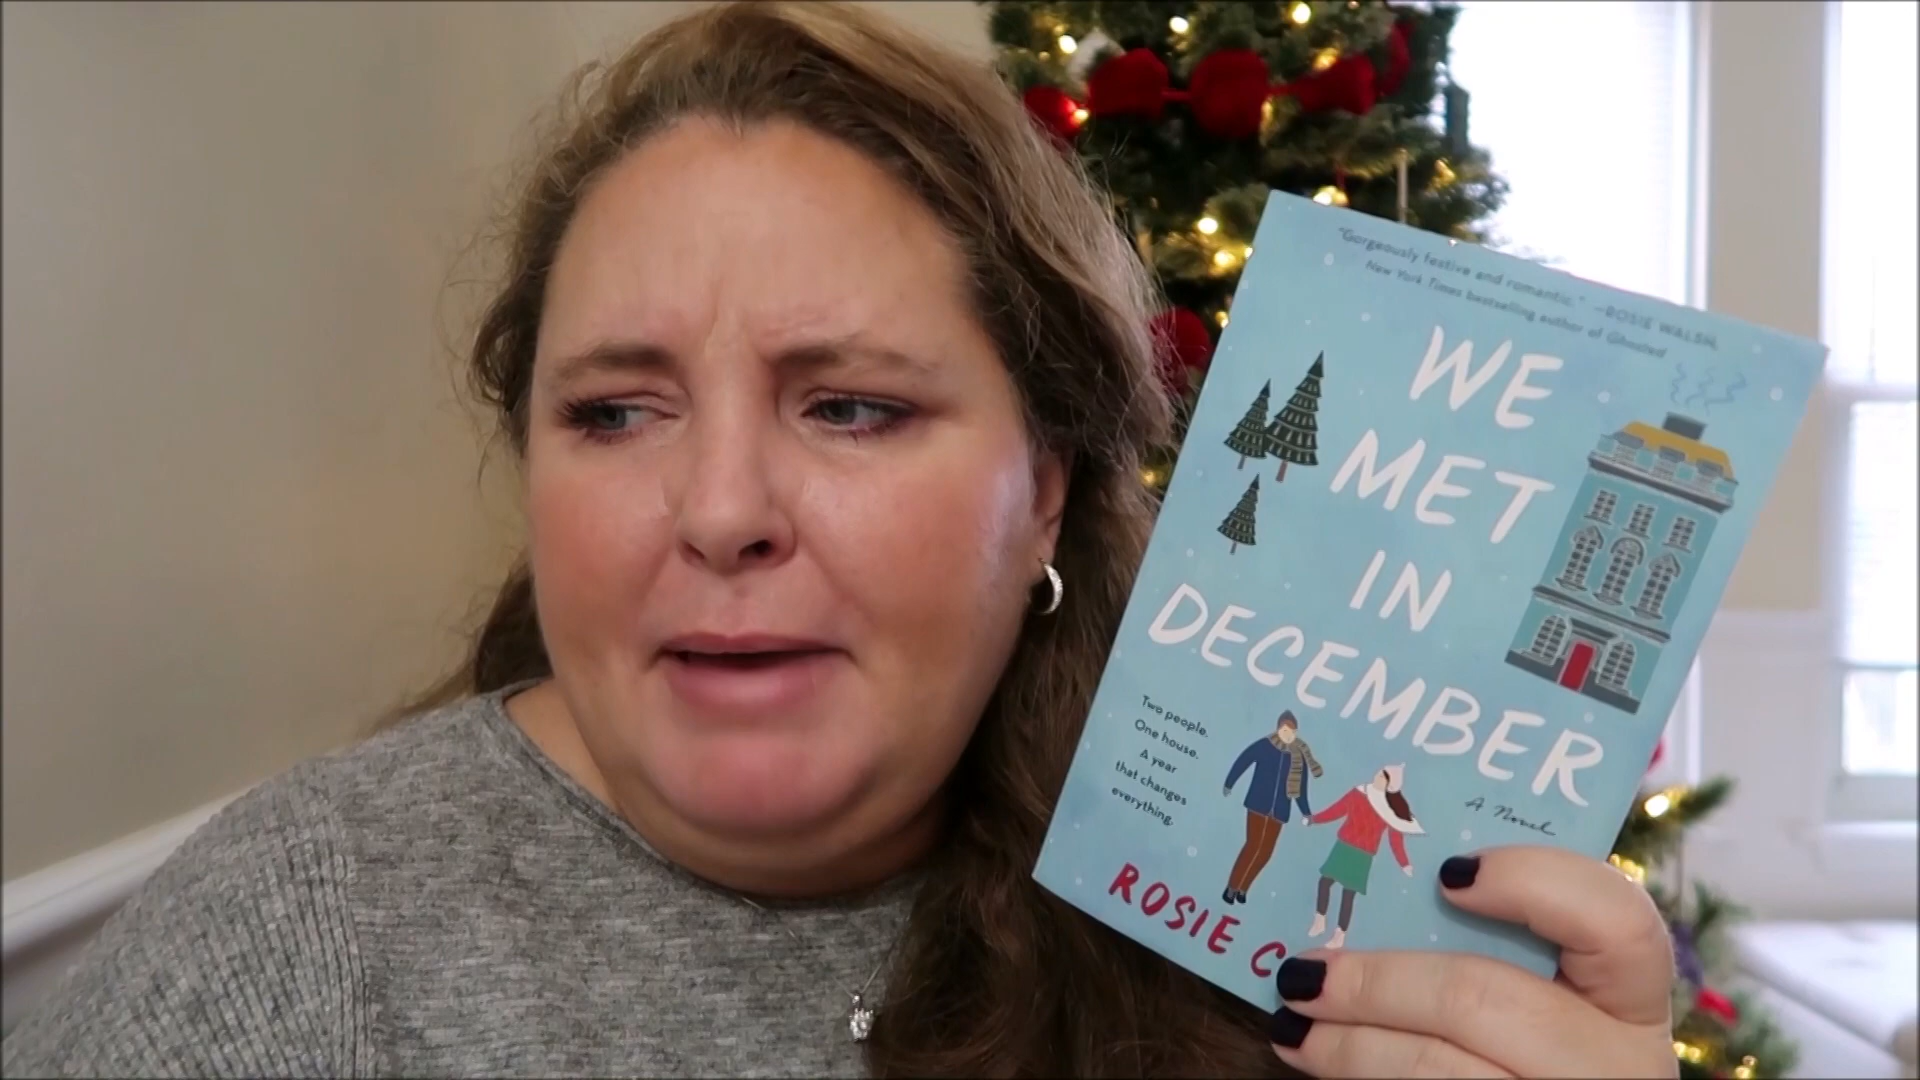 "Gorgeously festive and romantic." —ROSIE WALSH,
New York Times bestselling author of Ghosted
WE
MET
IN
DECEMBER
A Novel
Two people.
One house.
A year
that changes
everything.
ROSIE C